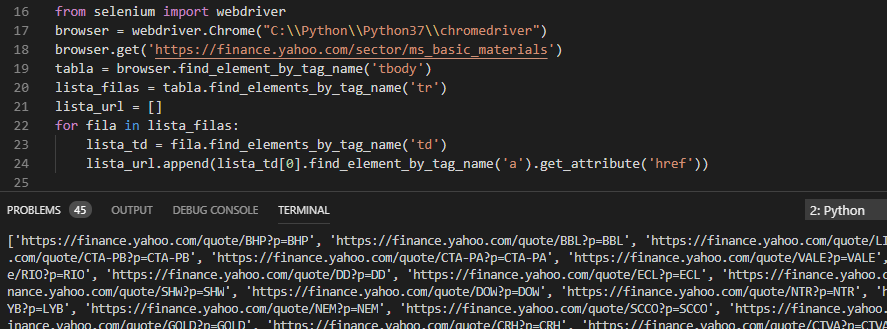 16 from selenium import webdriver
17 browser = webdriver.Chrome("C:\\Python\\Python37\\chromedriver")
18 browser.get('https://finance.yahoo.com/sector/ms_basic_materials')
19 tabla = browser.find_element_by_tag_name('tbody')
20 lista_filas = tabla.find_elements_by_tag_name('tr')
21 lista_url = []
22 for fila in lista_filas:
23     lista_td = fila.find_elements_by_tag_name('td')
24     lista_url.append(lista_td[0].find_element_by_tag_name('a').get_attribute('href'))
25
PROBLEMS 45 OUTPUT DEBUG CONSOLE TERMINAL 2: Python
['https://finance.yahoo.com/quote/BHP?p=BHP', 'https://finance.yahoo.com/quote/BBL?p=BBL', 'https://finance.yahoo.com/quote/LI
.com/quote/CTA-PB?p=CTA-PB', 'https://finance.yahoo.com/quote/CTA-PA?p=CTA-PA', 'https://finance.yahoo.com/quote/VALE?p=VALE',
e/RIO?p=RIO', 'https://finance.yahoo.com/quote/DD?p=DD', 'https://finance.yahoo.com/quote/ECL?p=ECL', 'https://finance.yahoo.c
nance.yahoo.com/quote/SHW?p=SHW', 'https://finance.yahoo.com/quote/DOW?p=DOW', 'https://finance.yahoo.com/quote/NTR?p=NTR', 'h
YB?p=LYB', 'https://finance.yahoo.com/quote/NEM?p=NEM', 'https://finance.yahoo.com/quote/SCCO?p=SCCO', 'https://finance.yahoo.
inance.yahoo.com/quote/GOLD?p=GOLD', 'https://finance.yahoo.com/quote/CRH?p=CRH', 'https://finance.yahoo.com/quote/CTVA?p=CTVA